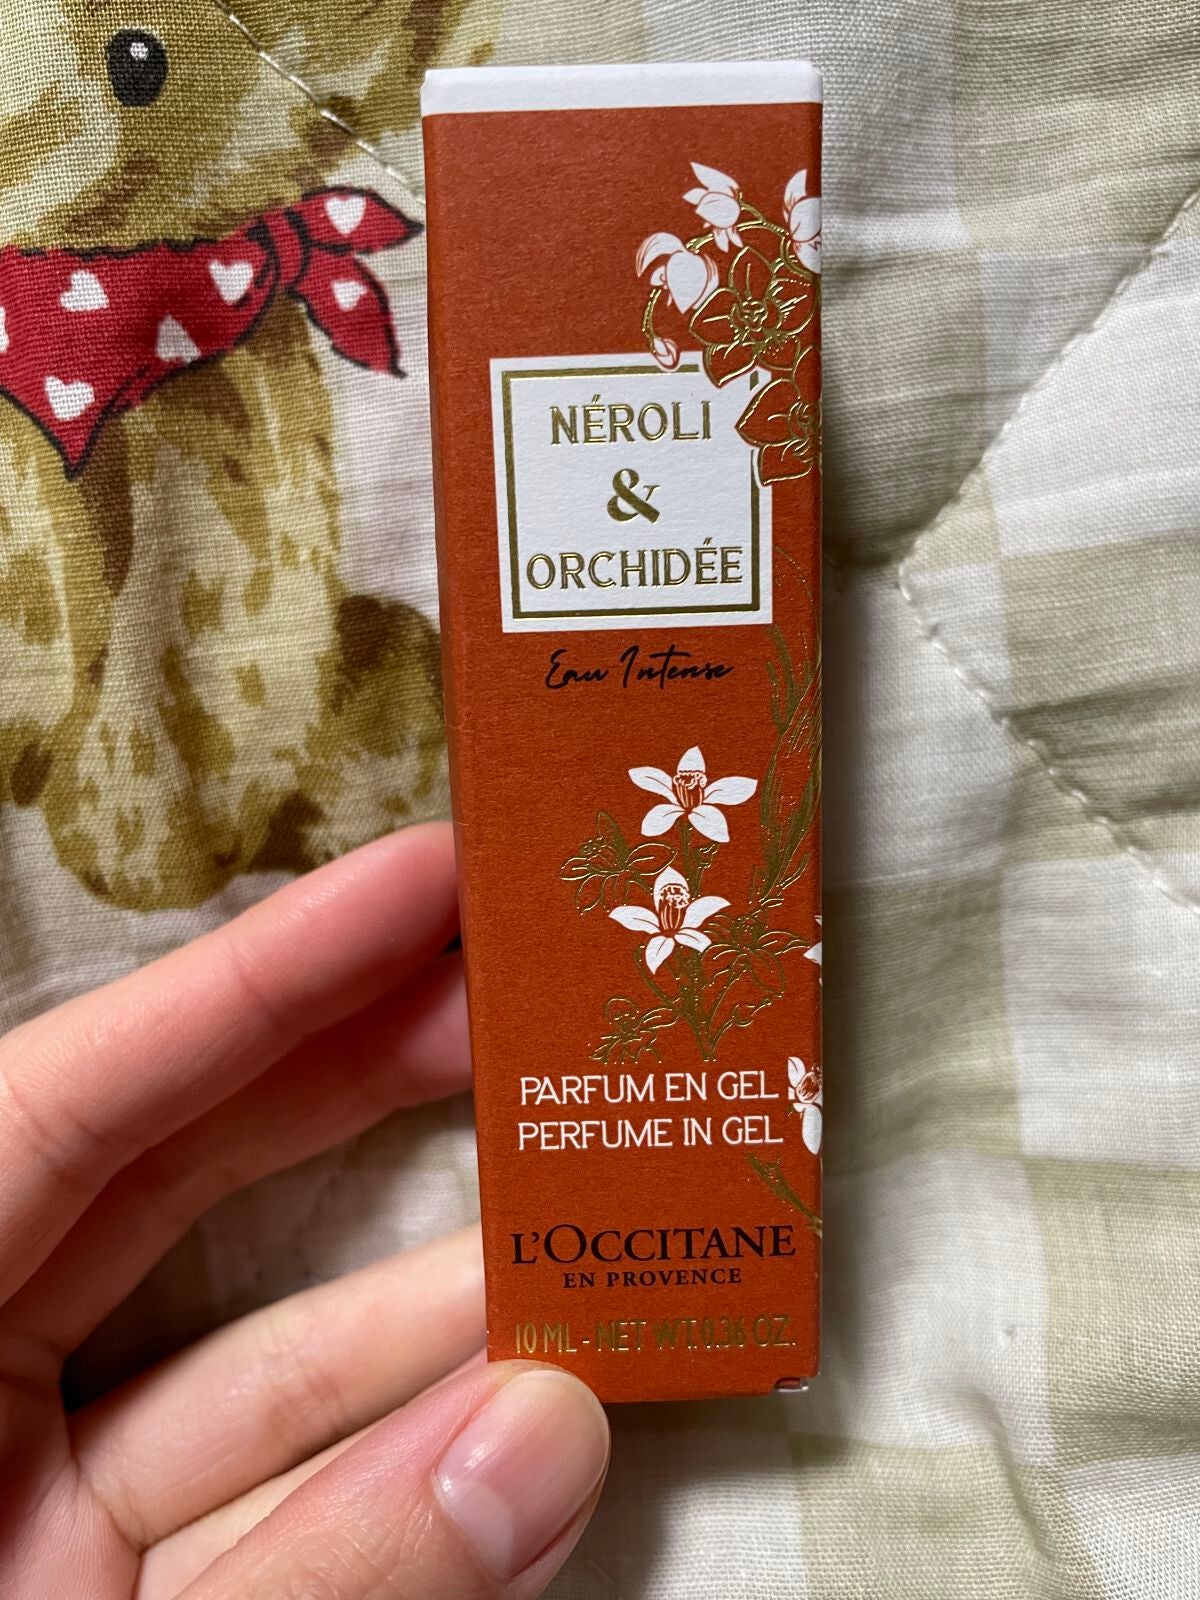 NÉROLI
&
ORCHIDÉE
Eau Intense
PARFUM EN GEL
PERFUME IN GEL
L'OCCITANE
EN PROVENCE
10 ML - NET WT. 0.36 OZ.